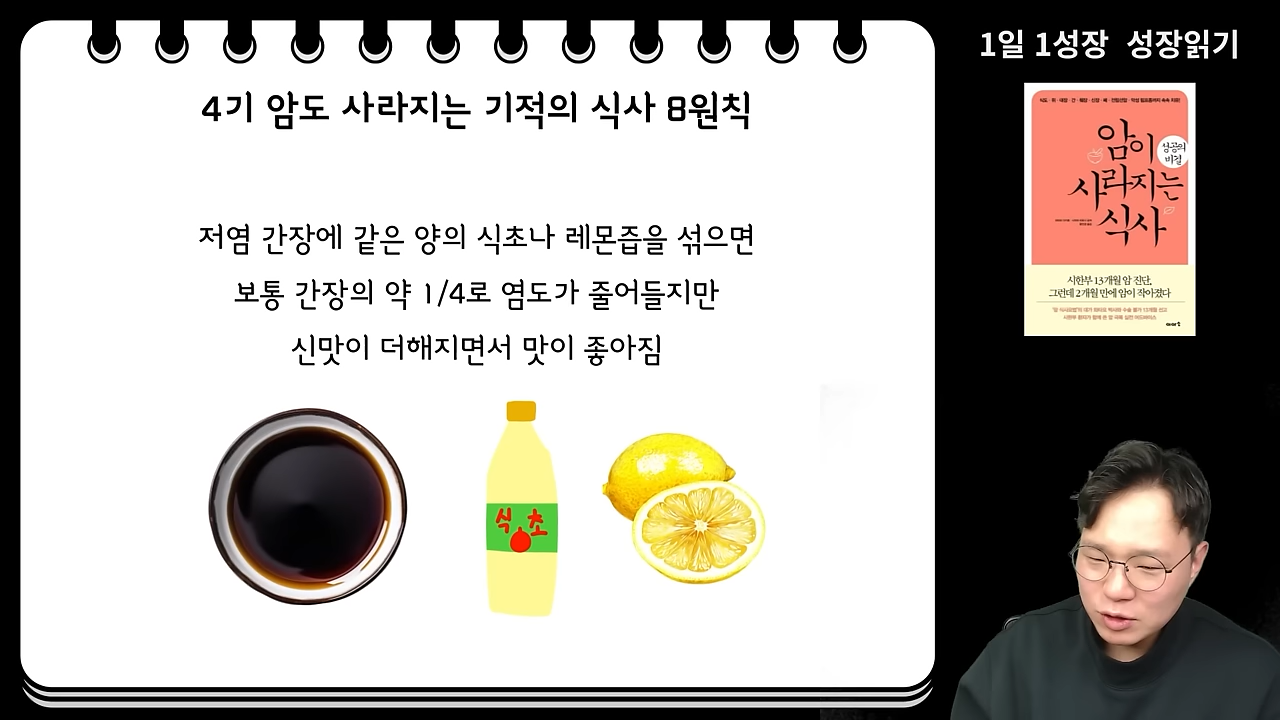 4기 암도 사라지는 기적의 식사 8원칙
저염 간장에 같은 양의 식초나 레몬즙을 섞으면
보통 간장의 약 1/4로 염도가 줄어들지만
신맛이 더해지면서 맛이 좋아짐
식초
1일 1성장 성장읽기
암이
성공의
비결
사라지는
식사
시한부 13개월 암 진단,
그런데 2개월 만에 암이 작아졌다